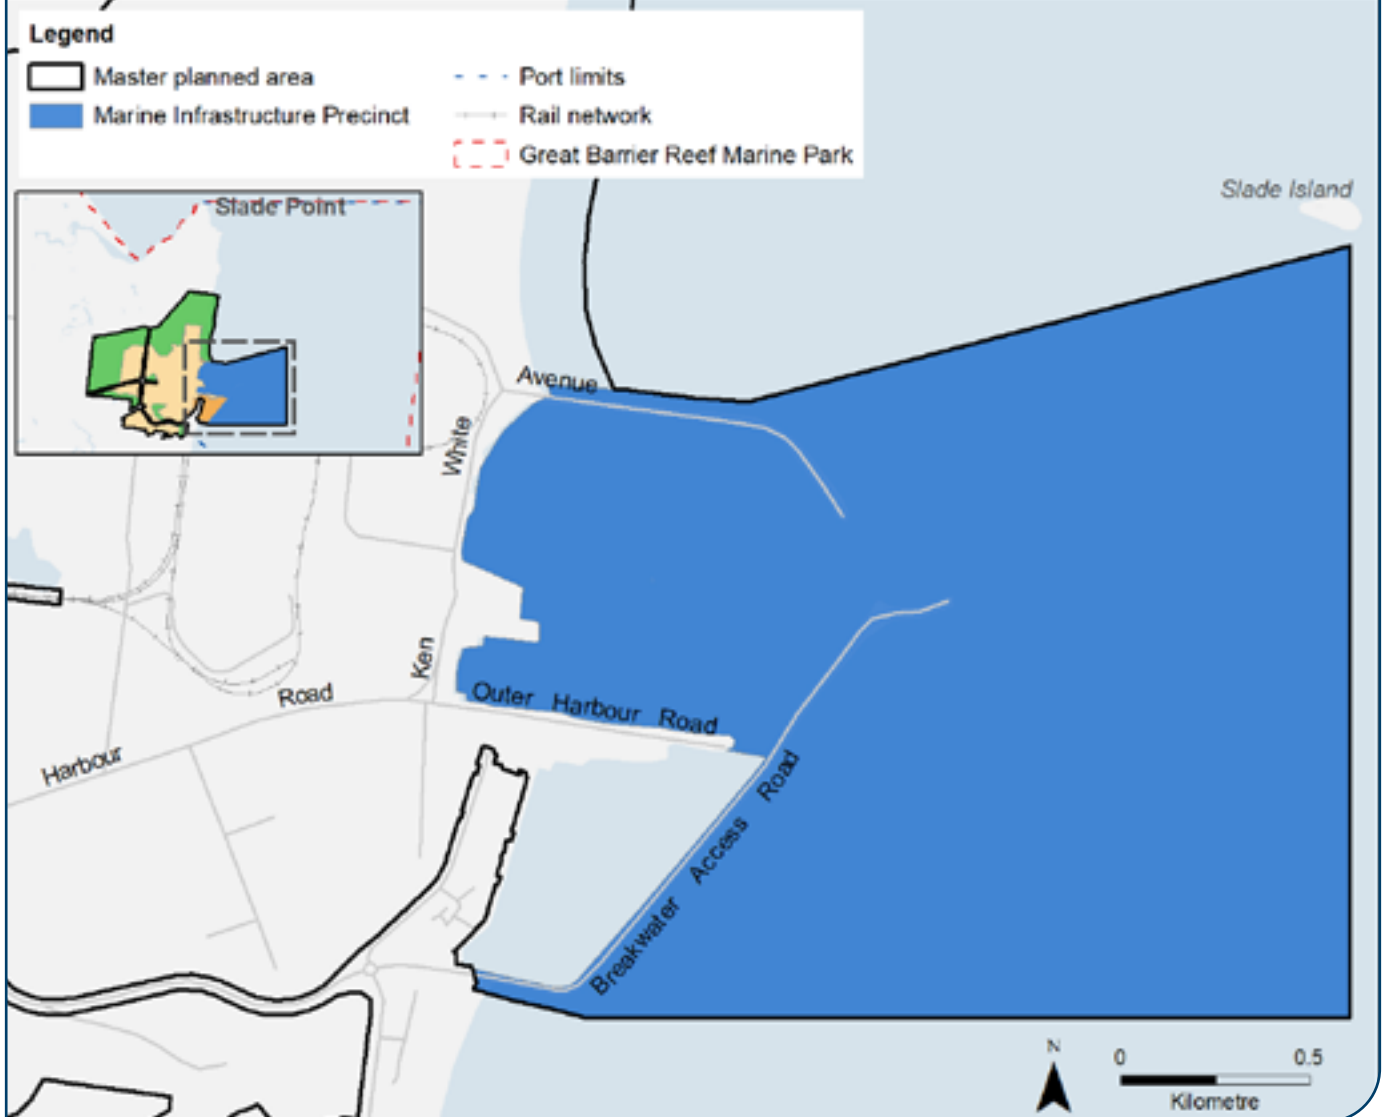 Legend
Master planned area
Marine Infrastructure Precinct
Port limits
Rail network
Great Barrier Reef Marine Park
Slade Point
Slade Island
Avenue
White
Ken
Outer Harbour Road
Road
Harbour
Breakwater Access Road
N
0 0.5
Kilometre